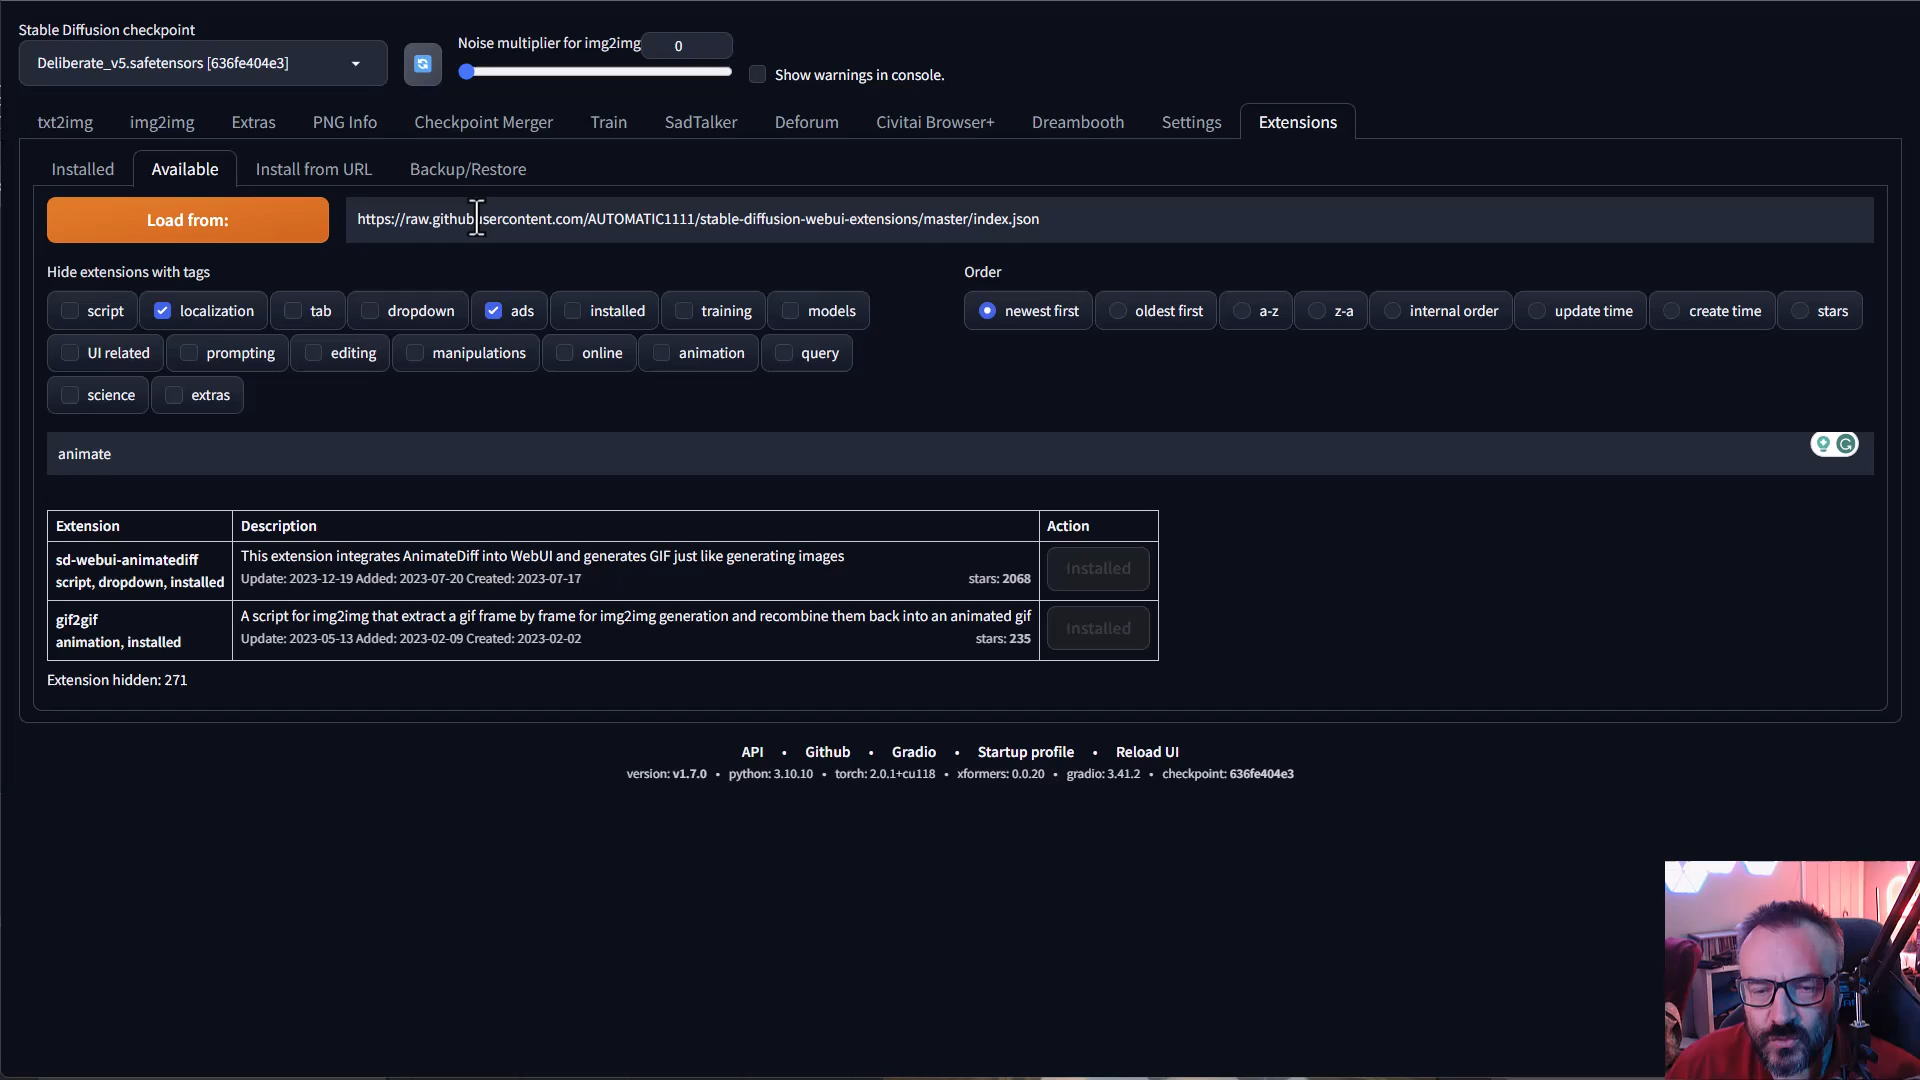 Stable Diffusion checkpoint
Deliberate_v5.safetensors [636fe404e3]
Noise multiplier for img2img
0
Show warnings in console.
txt2img
img2img
Extras
PNG Info
Checkpoint Merger
Train
SadTalker
Deforum
Civitai Browser+
Dreambooth
Settings
Extensions
Installed
Available
Install from URL
Backup/Restore
Load from:
https://raw.githubusercontent.com/AUTOMATIC1111/stable-diffusion-webui-extensions/master/index.json
Hide extensions with tags
script
localization
tab
dropdown
ads
installed
training
models
UI related
prompting
editing
manipulations
online
animation
query
science
extras
Order
newest first
oldest first
a-z
z-a
internal order
update time
create time
stars
animate
Extension
Description
Action
sd-webui-animatediff
script, dropdown, installed
This extension integrates AnimateDiff into WebUI and generates GIF just like generating images
Update: 2023-12-19 Added: 2023-07-20 Created: 2023-07-17
stars: 2068
Installed
gif2gif
animation, installed
A script for img2img that extract a gif frame by frame for img2img generation and recombine them back into an animated gif
Update: 2023-05-13 Added: 2023-02-09 Created: 2023-02-02
stars: 235
Installed
Extension hidden: 271
API • Github • Gradio • Startup profile • Reload UI
version: v1.7.0 • python: 3.10.10 • torch: 2.0.1+cu118 • xformers: 0.0.20 • gradio: 3.41.2 • checkpoint: 636fe404e3